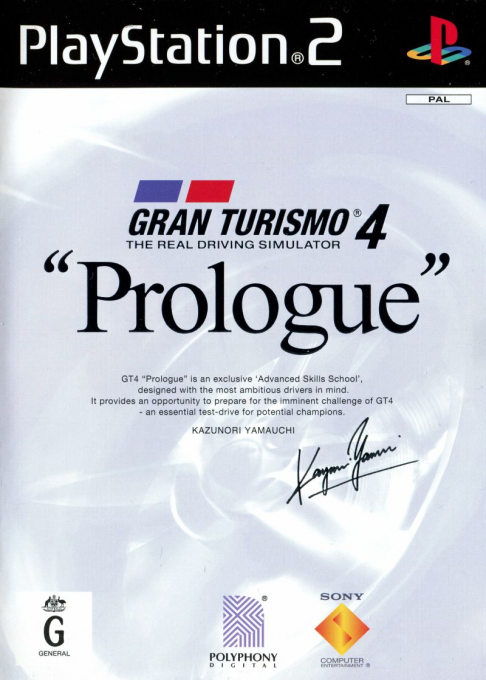 PlayStation®2
®
PAL
GRAN TURISMO®4
THE REAL DRIVING SIMULATOR
“Prologue”
GT4 “Prologue” is an exclusive ‘Advanced Skills School’,
designed with the most ambitious drivers in mind.
It provides an opportunity to prepare for the imminent challenge of GT4
- an essential test-drive for potential champions.
KAZUNORI YAMAUCHI
G
GENERAL
®
POLYPHONY
DIGITAL
SONY
COMPUTER
ENTERTAINMENT®